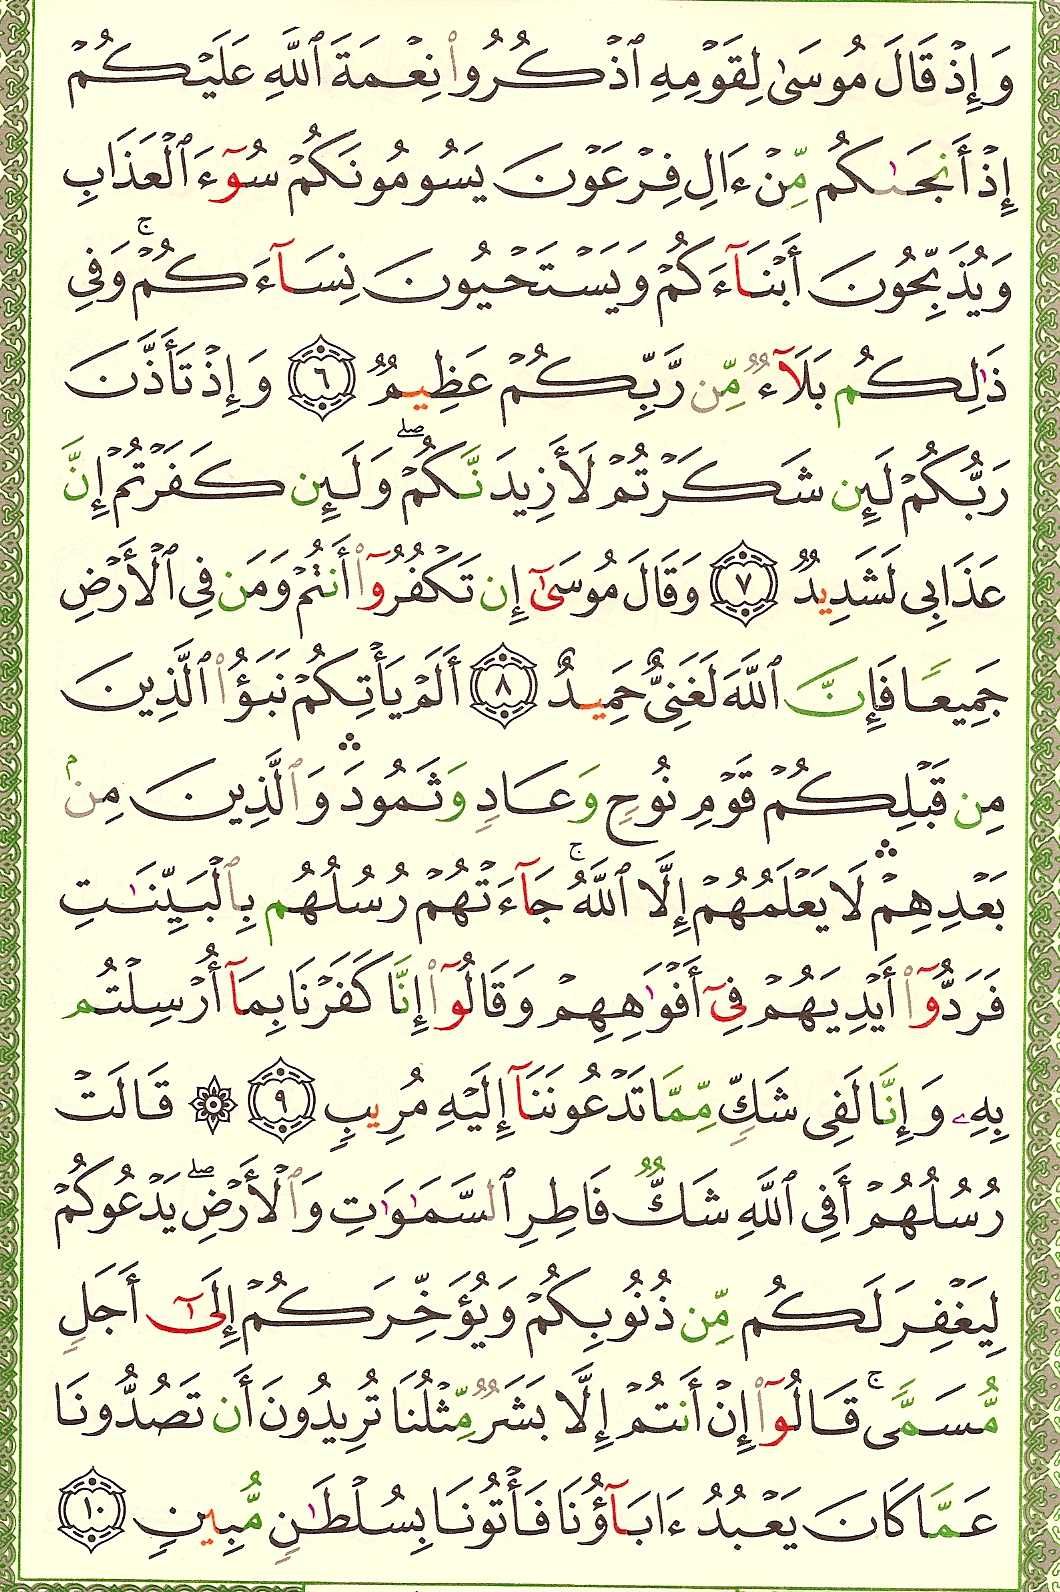 وَإِذْ قَالَ مُوسَىٰ لِقَوْمِهِ ٱذْكُرُوا۟ نِعْمَةَ ٱللَّهِ عَلَيْكُمْ
إِذْ أَنجَىٰكُم مِّنْ ءَالِ فِرْعَوْنَ يَسُومُونَكُمْ سُوٓءَ ٱلْعَذَابِ
وَيُذَبِّحُونَ أَبْنَآءَكُمْ وَيَسْتَحْيُونَ نِسَآءَكُمْ ۚ وَفِى
ذَٰلِكُم بَلَآءٌ مِّن رَّبِّكُمْ عَظِيمٌ ٦ وَإِذْ تَأَذَّنَ
رَبُّكُمْ لَئِن شَكَرْتُمْ لَأَزِيدَنَّكُمْ ۖ وَلَئِن كَفَرْتُمْ إِنَّ
عَذَابِى لَشَدِيدٌ ٧ وَقَالَ مُوسَىٰٓ إِن تَكْفُرُوٓا۟ أَنتُمْ وَمَن فِى ٱلْأَرْضِ
جَمِيعًا فَإِنَّ ٱللَّهَ لَغَنِىٌّ حَمِيدٌ ٨ أَلَمْ يَأْتِكُمْ نَبَؤُا۟ ٱلَّذِينَ
مِن قَبْلِكُمْ قَوْمِ نُوحٍ وَعَادٍ وَثَمُودَ ۛ وَٱلَّذِينَ مِنۢ
بَعْدِهِمْ ۛ لَا يَعْلَمُهُمْ إِلَّا ٱللَّهُ ۚ جَآءَتْهُمْ رُسُلُهُم بِٱلْبَيِّنَٰتِ
فَرَدُّوٓا۟ أَيْدِيَهُمْ فِىٓ أَفْوَٰهِهِمْ وَقَالُوٓا۟ إِنَّا كَفَرْنَا بِمَآ أُرْسِلْتُم
بِهِۦ وَإِنَّا لَفِى شَكٍّ مِّمَّا تَدْعُونَنَآ إِلَيْهِ مُرِيبٍ ٩ ۞ قَالَتْ
رُسُلُهُمْ أَفِى ٱللَّهِ شَكٌّ فَاطِرِ ٱلسَّمَٰوَٰتِ وَٱلْأَرْضِ ۖ يَدْعُوكُمْ
لِيَغْفِرَ لَكُم مِّن ذُنُوبِكُمْ وَيُؤَخِّرَكُمْ إِلَىٰٓ أَجَلٍ
مُّسَمًّى ۚ قَالُوٓا۟ إِنْ أَنتُمْ إِلَّا بَشَرٌ مِّثْلُنَا تُرِيدُونَ أَن تَصُدُّونَا
عَمَّا كَانَ يَعْبُدُ ءَابَآؤُنَا فَأْتُونَا بِسُلْطَٰنٍ مُّبِينٍ ١٠